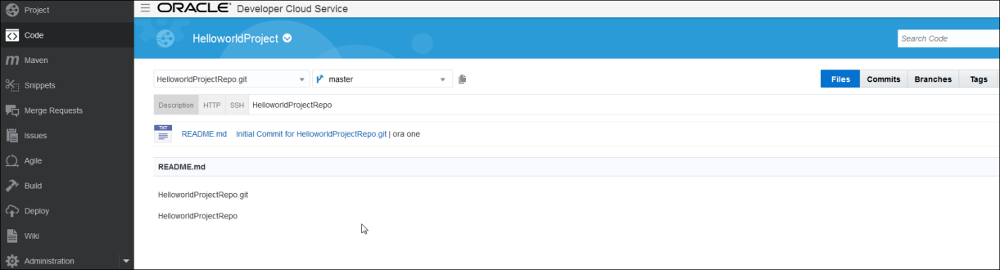 Project
Code
Maven
Snippets
Merge Requests
Issues
Agile
Build
Deploy
Wiki
Administration
ORACLE® Developer Cloud Service
HelloworldProject
Search Code
HelloworldProjectRepo.git master
Files Commits Branches Tags
Description HTTP SSH HelloworldProjectRepo
TXT README.md Initial Commit for HelloworldProjectRepo.git | ora one
README.md
HelloworldProjectRepo.git
HelloworldProjectRepo